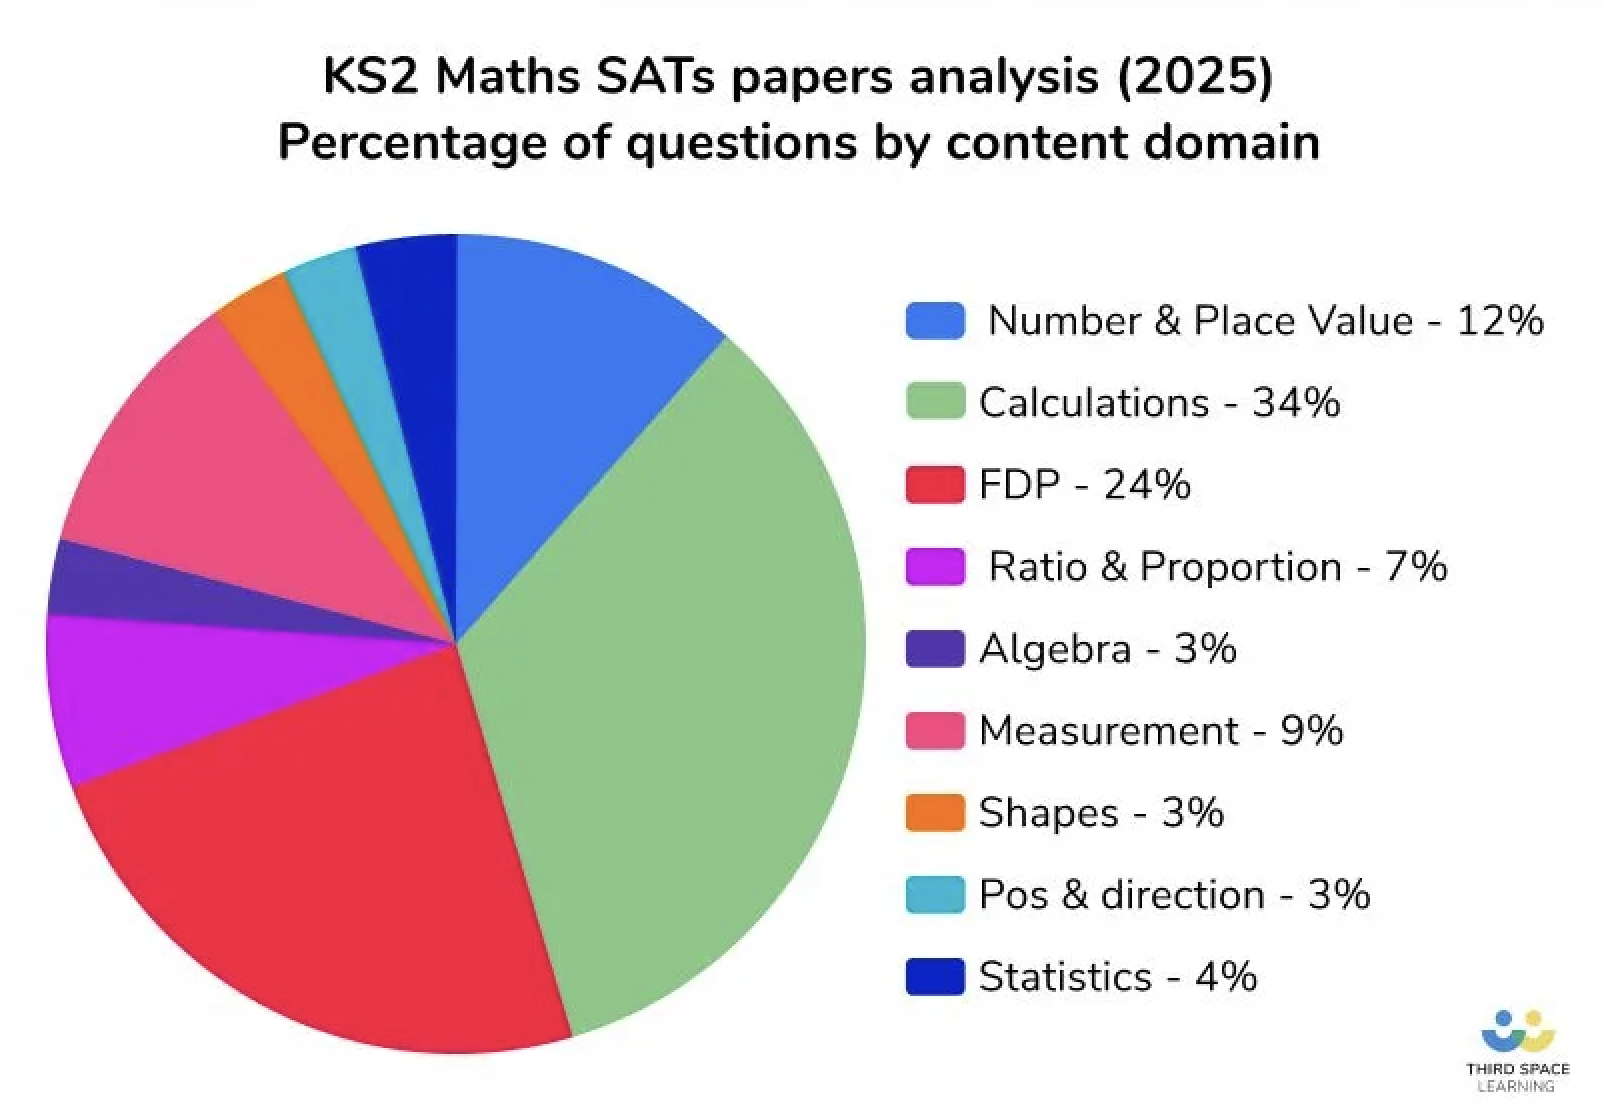 KS2 Maths SATs papers analysis (2025)
Percentage of questions by content domain
Number & Place Value - 12%
Calculations - 34%
FDP - 24%
Ratio & Proportion - 7%
Algebra - 3%
Measurement - 9%
Shapes - 3%
Pos & direction - 3%
Statistics - 4%
THIRD SPACE
LEARNING